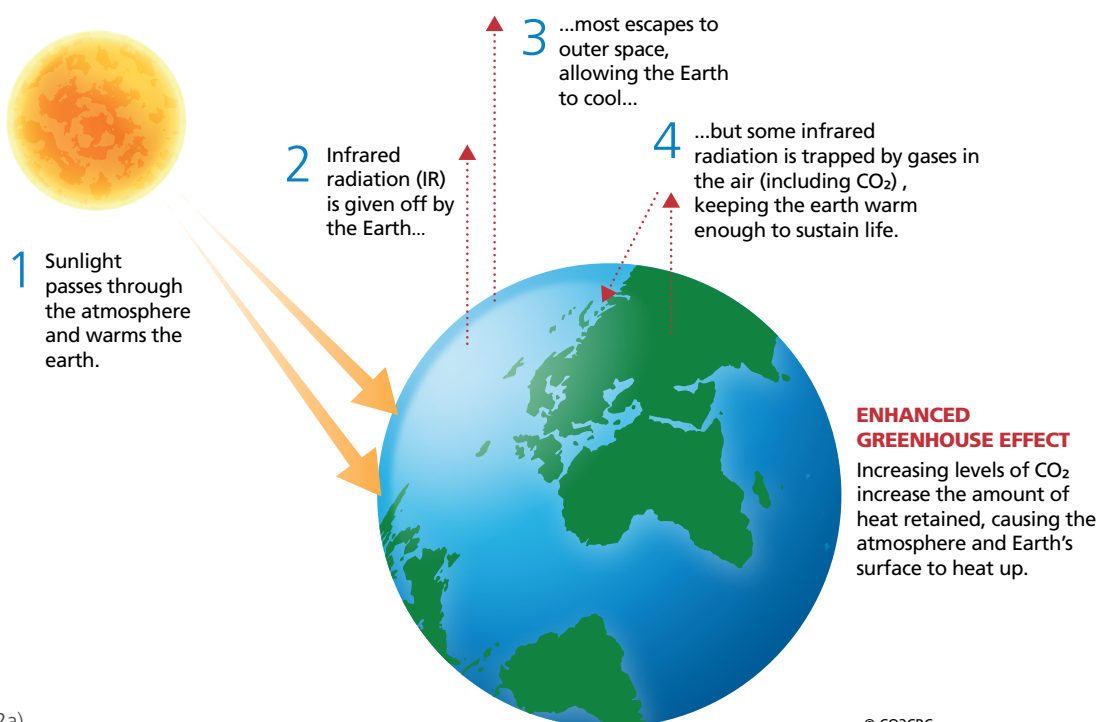 1 Sunlight
passes through
the atmosphere
and warms the
earth.
2 Infrared
radiation (IR)
is given off by
the Earth...
3 ...most escapes to
outer space,
allowing the Earth
to cool...
4 ...but some infrared
radiation is trapped by gases in
the air (including CO₂) ,
keeping the earth warm
enough to sustain life.
ENHANCED
GREENHOUSE EFFECT
Increasing levels of CO₂
increase the amount of
heat retained, causing the
atmosphere and Earth’s
surface to heat up.